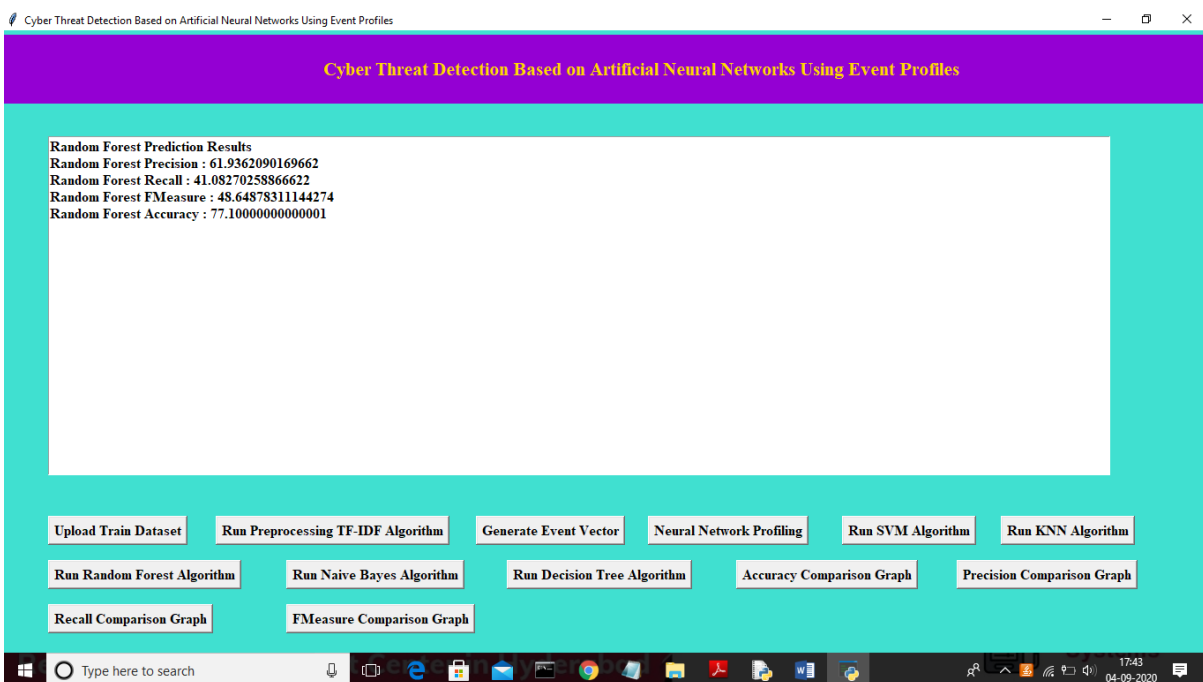 Cyber Threat Detection Based on Artificial Neural Networks Using Event Profiles
Cyber Threat Detection Based on Artificial Neural Networks Using Event Profiles
Random Forest Prediction Results
Random Forest Precision : 61.9362090169662
Random Forest Recall : 41.08270258866622
Random Forest FMeasure : 48.64878311144274
Random Forest Accuracy : 77.10000000000001
Upload Train Dataset Run Preprocessing TF-IDF Algorithm Generate Event Vector Neural Network Profiling Run SVM Algorithm Run KNN Algorithm
Run Random Forest Algorithm Run Naive Bayes Algorithm Run Decision Tree Algorithm Accuracy Comparison Graph Precision Comparison Graph
Recall Comparison Graph FMeasure Comparison Graph
Type here to search
17:43
04-09-2020